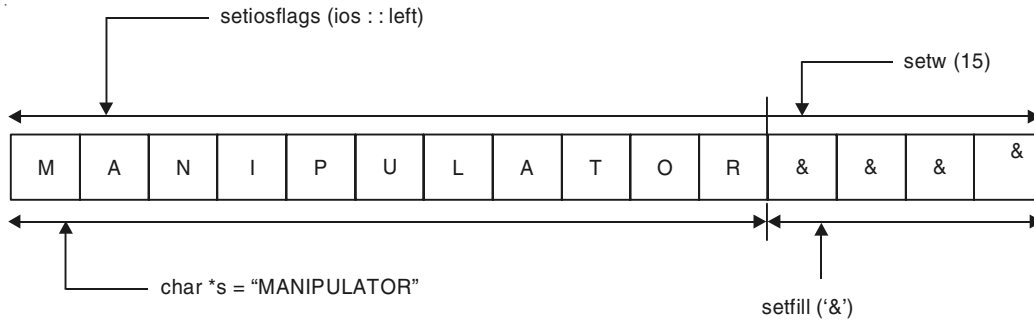 setiosflags (ios : : left)
setw (15)
M A N I P U L A T O R & & & &
char *s = “MANIPULATOR”
setfill (‘&’)